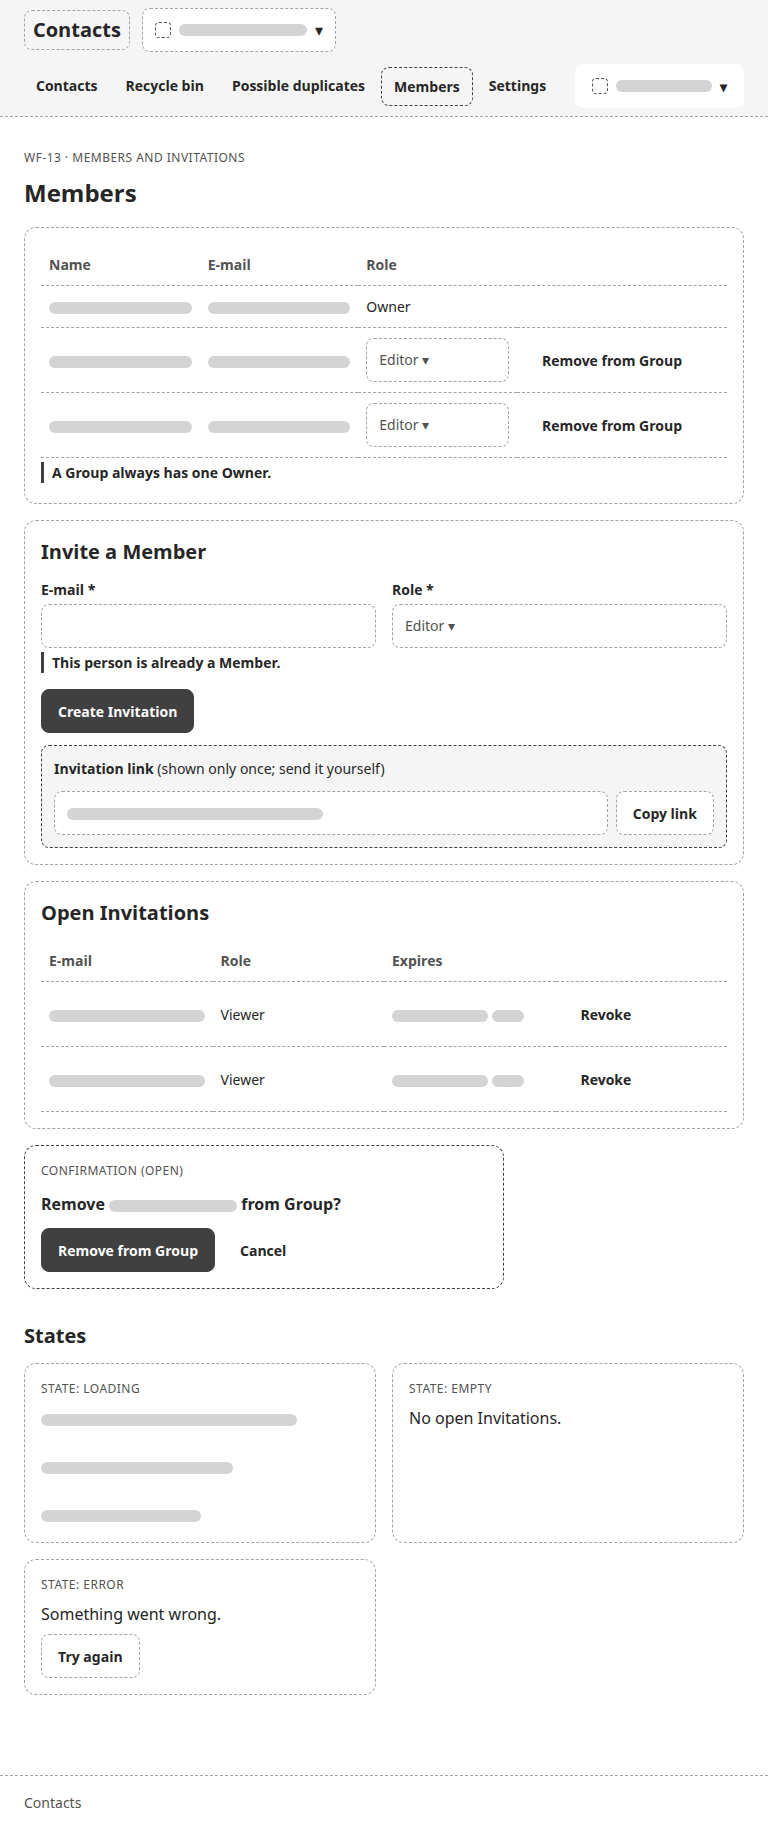 Contacts ▾
Contacts Recycle bin Possible duplicates Members Settings ▾
WF-13 · MEMBERS AND INVITATIONS
Members
Name E-mail Role
Owner
Editor ▾ Remove from Group
Editor ▾ Remove from Group
A Group always has one Owner.
Invite a Member
E-mail * Role *
Editor ▾
This person is already a Member.
Create Invitation
Invitation link (shown only once; send it yourself)
Copy link
Open Invitations
E-mail Role Expires
Viewer Revoke
Viewer Revoke
CONFIRMATION (OPEN)
Remove from Group?
Remove from Group Cancel
States
STATE: LOADING
STATE: EMPTY
No open Invitations.
STATE: ERROR
Something went wrong.
Try again
Contacts